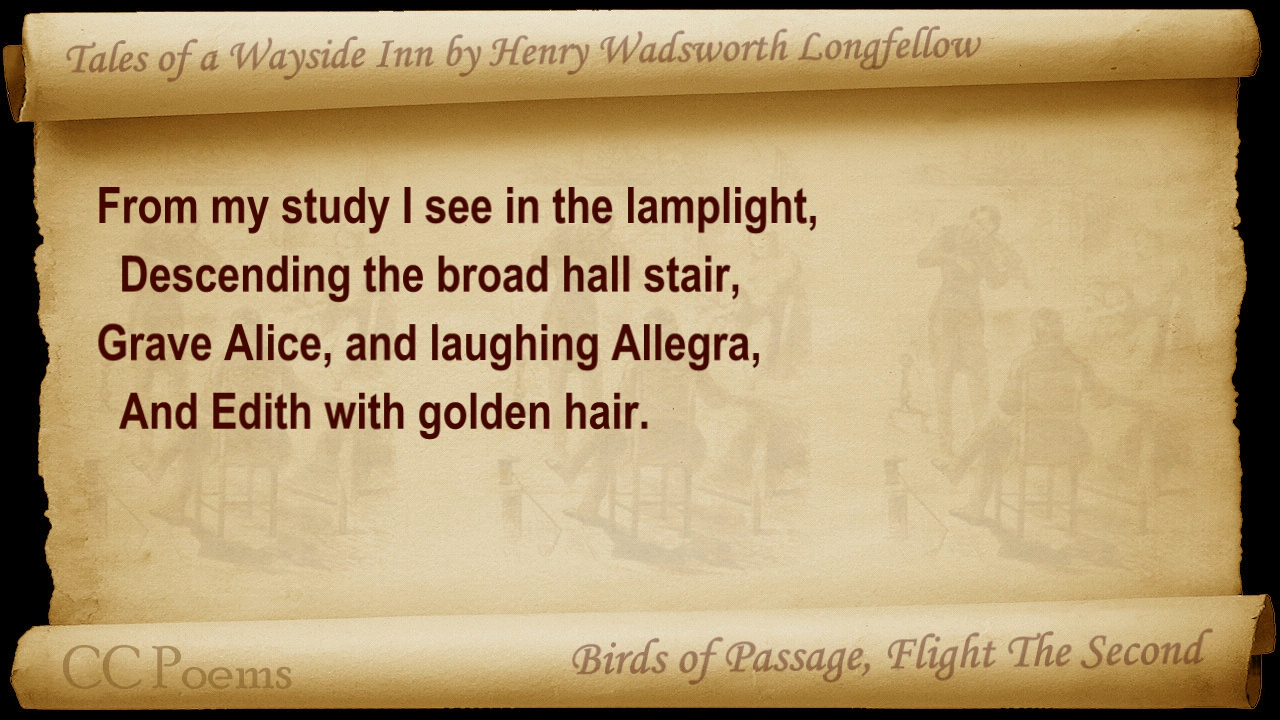 Tales of a Wayside Inn by Henry Wadsworth Longfellow
From my study I see in the lamplight,
Descending the broad hall stair,
Grave Alice, and laughing Allegra,
And Edith with golden hair.
CC Poems
Birds of Passage, Flight The Second